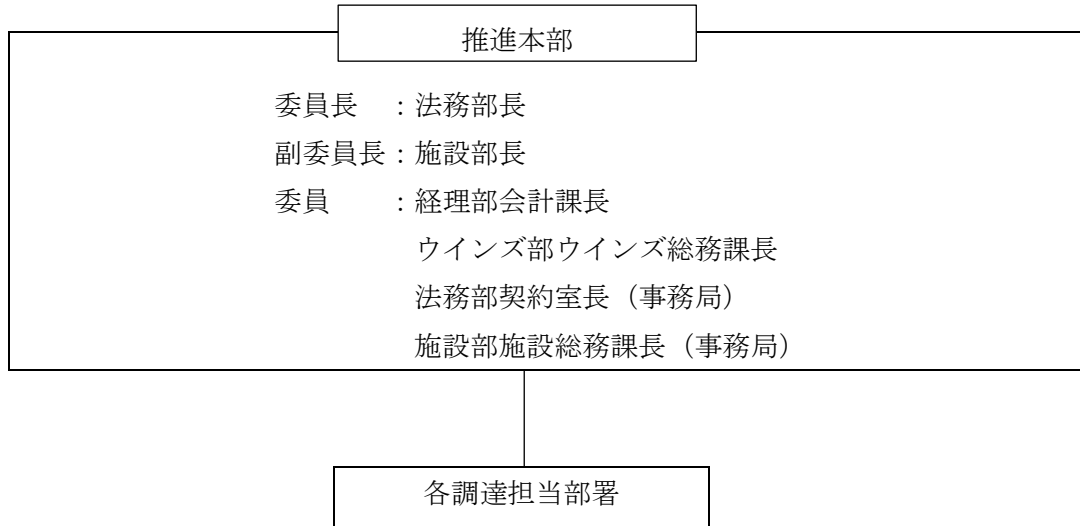 推進本部
委員長　：法務部長
副委員長：施設部長
委員　　：経理部会計課長
ウインズ部ウインズ総務課長
法務部契約室長（事務局）
施設部施設総務課長（事務局）
各調達担当部署